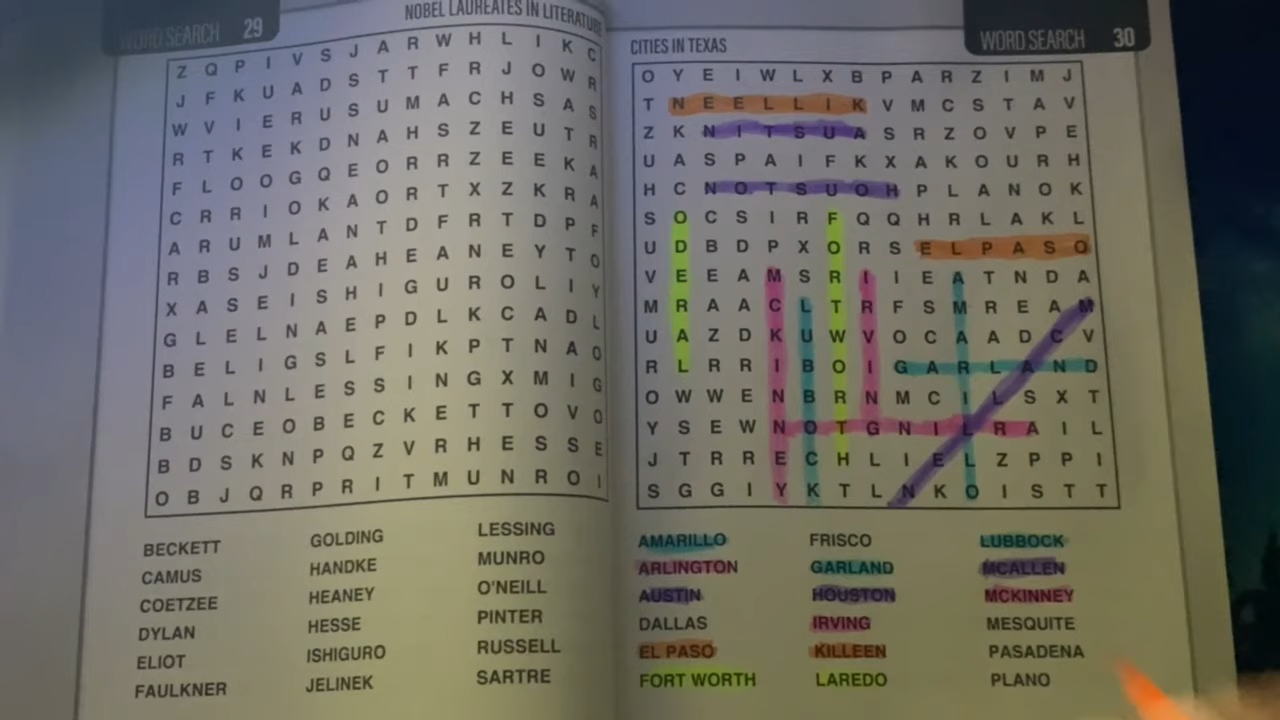 WORD SEARCH 29
NOBEL LAUREATES IN LITERATURE
Z Q P I V S J A R W H L I K C
J F K U A D S T T F R J O W R
W V I E R U S U M A C H S A S
R T K E K D N A H S Z E U T R
F L O O G Q E O R R Z E E K A
C R R I O K A O R T X Z K R A
A R U M L A N T D F R T D P F
R B S J D E A H E A N E Y T O
X A S E I S H I G U R O L I Y
G L E L N A E P D L K C A D L
B E L I G S L F I K P T N A O
F A L N L E S S I N G X M I G
B U C E O B E C K E T T O V O
B D S K N P Q Z V R H E S S E
O B J Q R P R I T M U N R O I
BECKETT GOLDING LESSING
CAMUS HANDKE MUNRO
COETZEE HEANEY O'NEILL
DYLAN HESSE PINTER
ELIOT ISHIGURO RUSSELL
FAULKNER JELINEK SARTRE
CITIES IN TEXAS
WORD SEARCH 30
O Y E I W L X B P A R Z I M J
T N E E L L I K V M C S T A V
Z K N I T S U A S R Z O V P E
U A S P A I F K X A K O U R H
H C N O T S U O H P L A N O K
S O C S I R F Q Q H R L A K L
U D B D P X O R S E L P A S O
V E E A M S R I I E A T N D A
M R A A C L T R F S M R E A M
U A Z D K U W V O C A A D C V
R L R R I B O I G A R L A N D
O W W E N B R N M C I L S X T
Y S E W N O T G N I L R A I L
J T R R E C H L I E L Z P P I
S G G I Y K T L N K O I S T T
AMARILLO FRISCO LUBBOCK
ARLINGTON GARLAND MCALLEN
AUSTIN HOUSTON MCKINNEY
DALLAS IRVING MESQUITE
EL PASO KILLEEN PASADENA
FORT WORTH LAREDO PLANO